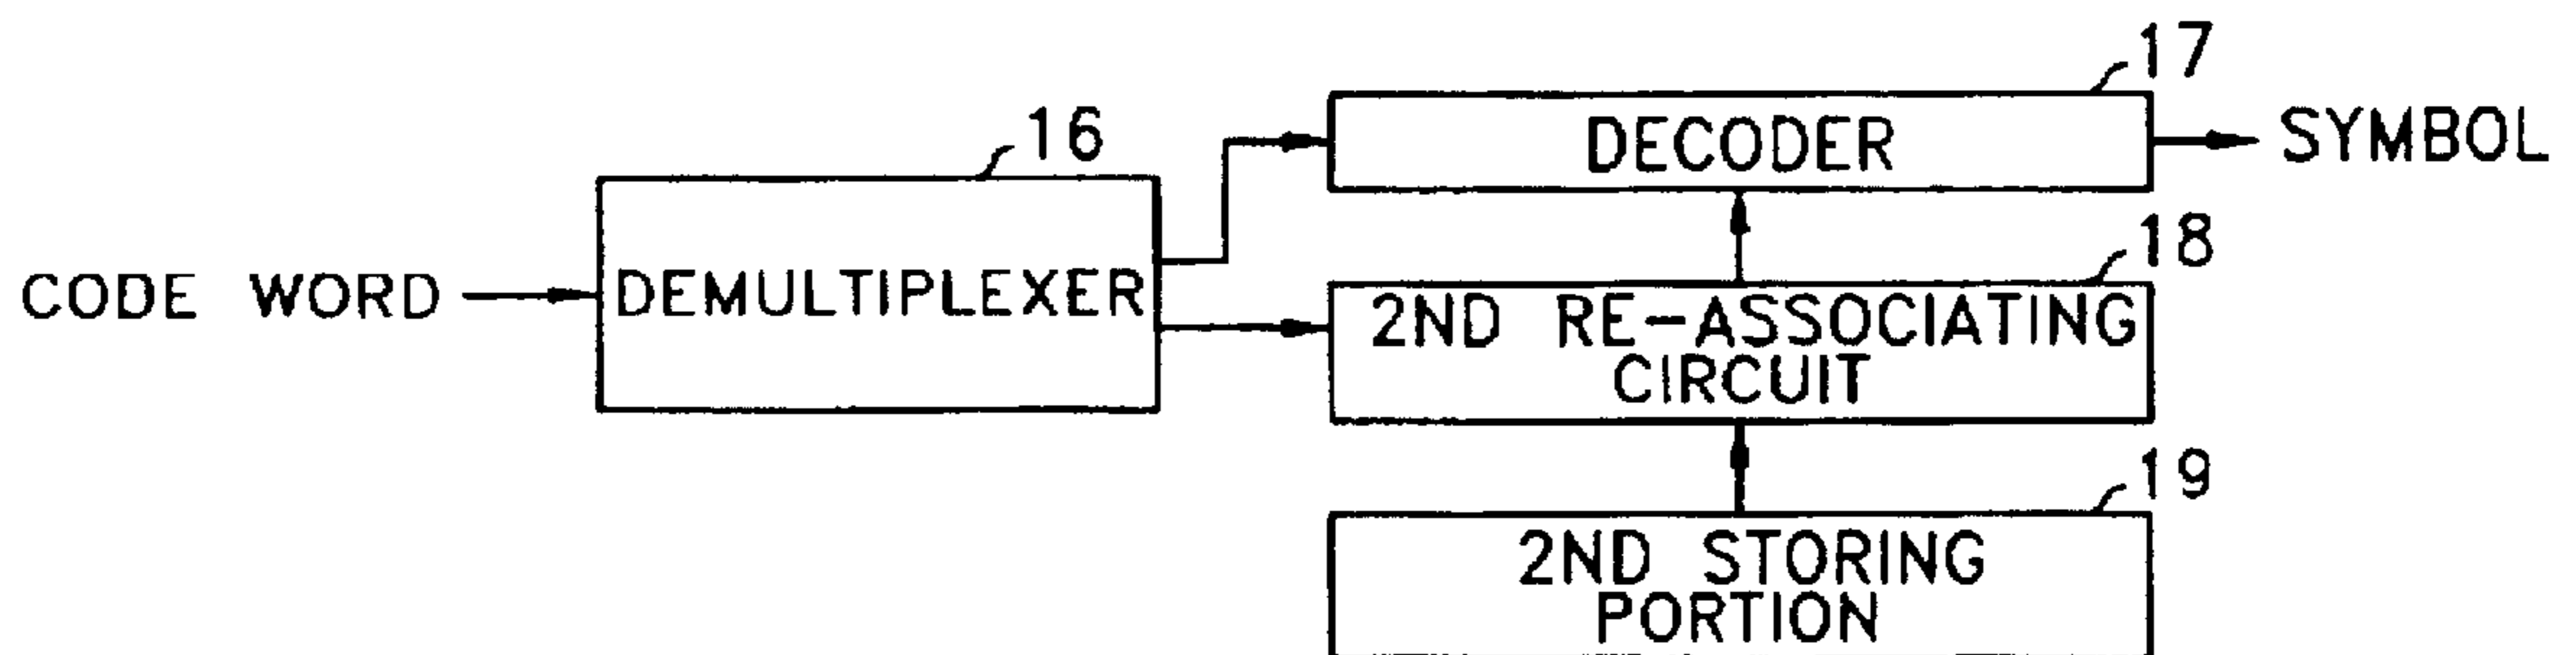 17
DECODER
SYMBOL
16
CODE WORD
DEMULTIPLEXER
18
2ND RE-ASSOCIATING
CIRCUIT
19
2ND STORING
PORTION